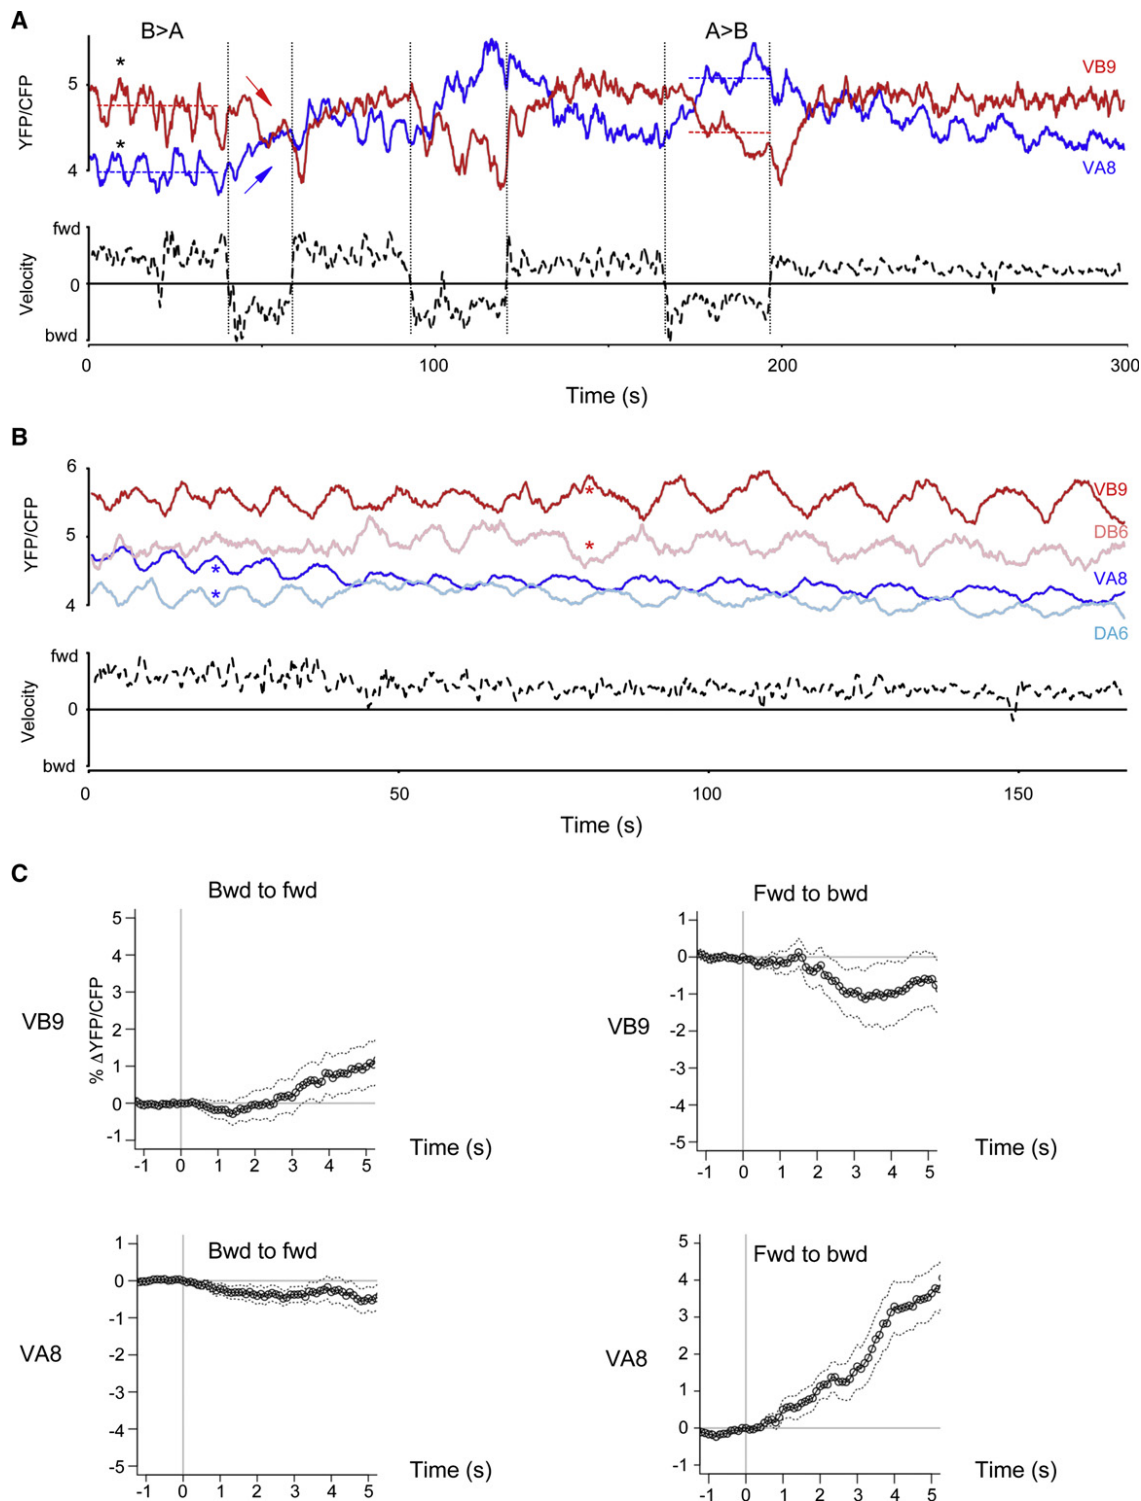 A
B>A
A>B
YFP/CFP
5
4
*
*
VB9
VA8
Velocity
fwd
0
bwd
0 100 200 300
Time (s)
B
YFP/CFP
6
5
4
*
*
*
*
VB9
DB6
VA8
DA6
Velocity
fwd
0
bwd
0 50 100 150
Time (s)
C
Bwd to fwd
VB9
% ΔYFP/CFP
5
4
3
2
1
0
-1
-1 0 1 2 3 4 5
Time (s)
Fwd to bwd
VB9
1
0
-1
-2
-3
-4
-5
-1 0 1 2 3 4 5
Time (s)
Bwd to fwd
VA8
1
0
-1
-2
-3
-4
-5
-1 0 1 2 3 4 5
Time (s)
Fwd to bwd
VA8
5
4
3
2
1
0
-1
-1 0 1 2 3 4 5
Time (s)